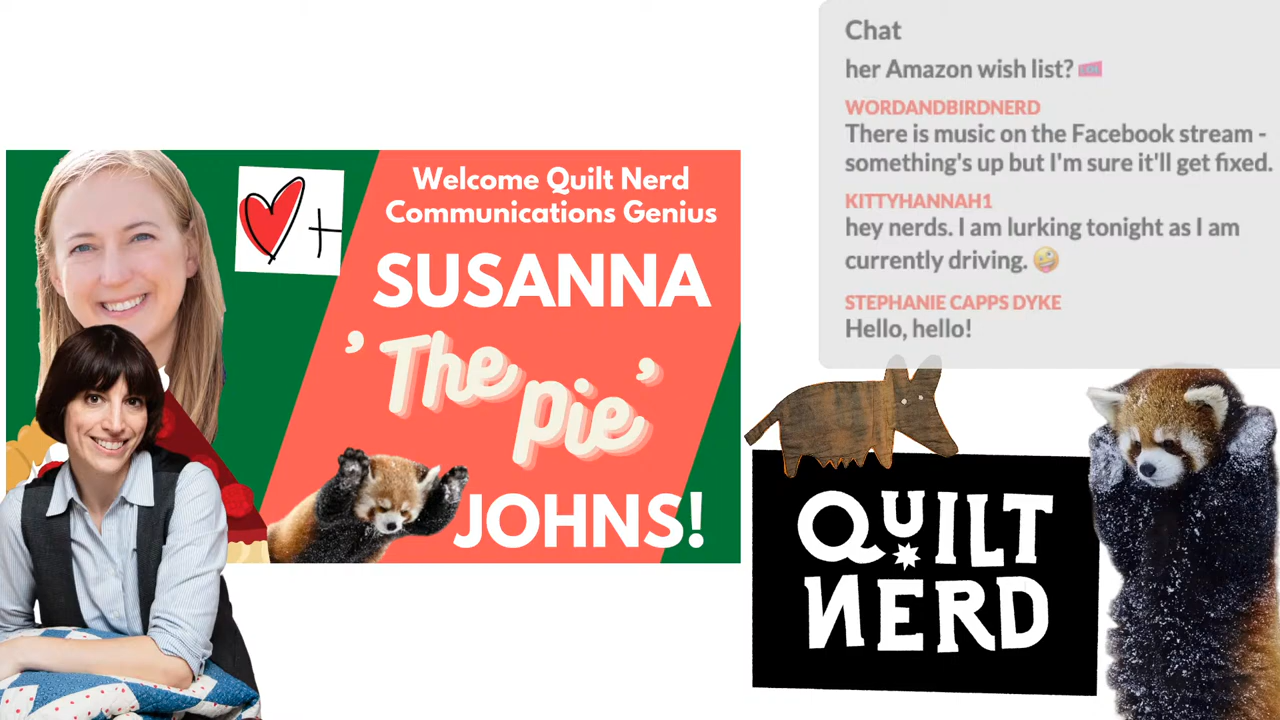 Welcome Quilt Nerd
Communications Genius
SUSANNA
'The pie'
JOHNS!
Chat
her Amazon wish list?
WORDANDBIRDNERD
There is music on the Facebook stream -
something's up but I'm sure it'll get fixed.
KITTYHANNAH1
hey nerds. I am lurking tonight as I am
currently driving. 🤪
STEPHANIE CAPPS DYKE
Hello, hello!
QUILT
NERD